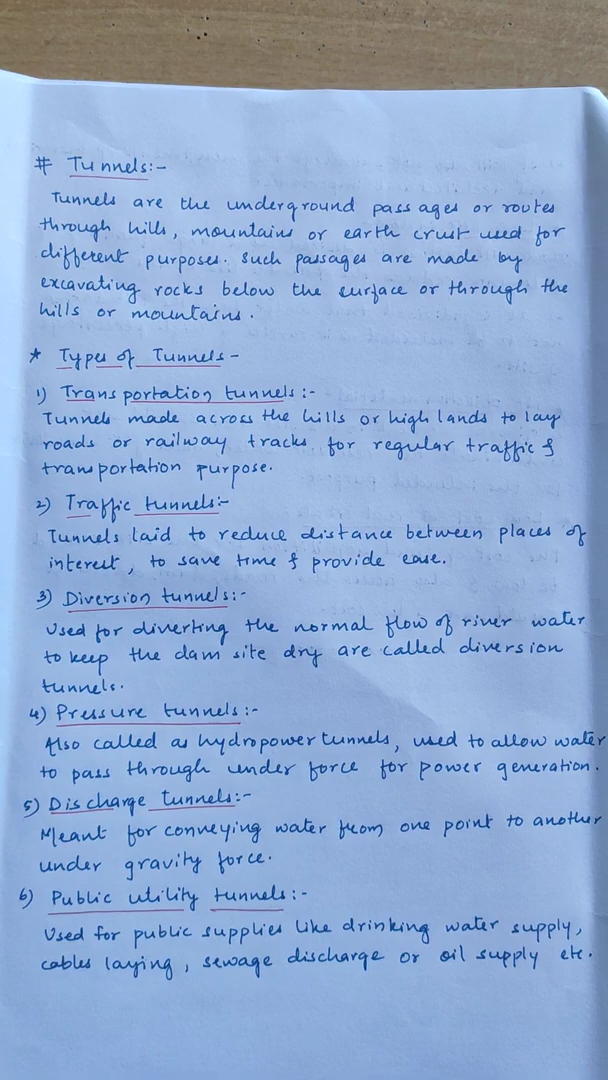 # Tunnels:-
Tunnels are the underground passages or routes
through hills, mountains or earth crust used for
different purposes. Such passages are made by
excavating rocks below the surface or through the
hills or mountains.
* Types of Tunnels -
1) Transportation tunnels :-
Tunnels made across the hills or high lands to lay
roads or railway tracks for regular traffic &
transportation purpose.
2) Traffic tunnels:-
Tunnels laid to reduce distance between places of
interest, to save time & provide ease.
3) Diversion tunnels:-
Used for diverting the normal flow of river water
to keep the dam site dry are called diversion
tunnels.
4) Pressure tunnels:-
Also called as hydropower tunnels, used to allow water
to pass through under force for power generation.
5) Discharge tunnels:-
Meant for conveying water from one point to another
under gravity force.
6) Public utility tunnels:-
Used for public supplies like drinking water supply,
cables laying, sewage discharge or oil supply etc.